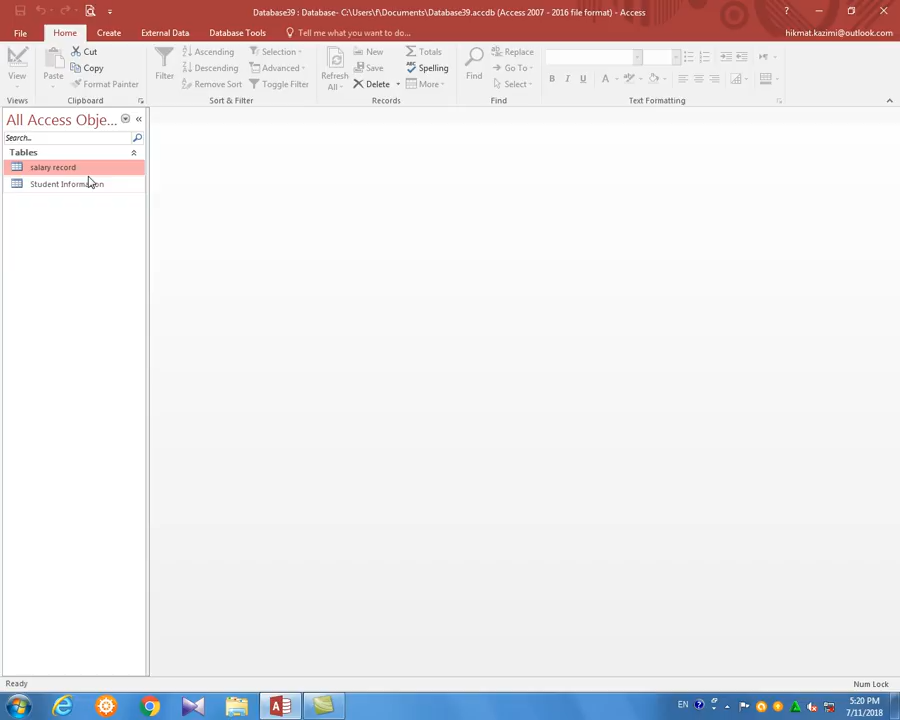 Database39 : Database- C:\Users\f\Documents\Database39.accdb (Access 2007 - 2016 file format) - Access
?
File
Home
Create
External Data
Database Tools
Tell me what you want to do...
hikmat.kazimi@outlook.com
View
Views
Paste
Cut
Copy
Format Painter
Clipboard
Filter
Ascending
Descending
Remove Sort
Selection
Advanced
Toggle Filter
Sort & Filter
Refresh
All
New
Save
Delete
Totals
Spelling
More
Records
Find
Replace
Go To
Select
Find
B I U
A
Text Formatting
All Access Obje...
Search..
Tables
salary record
Student Information
Ready
Num Lock
EN
5:20 PM
7/11/2018